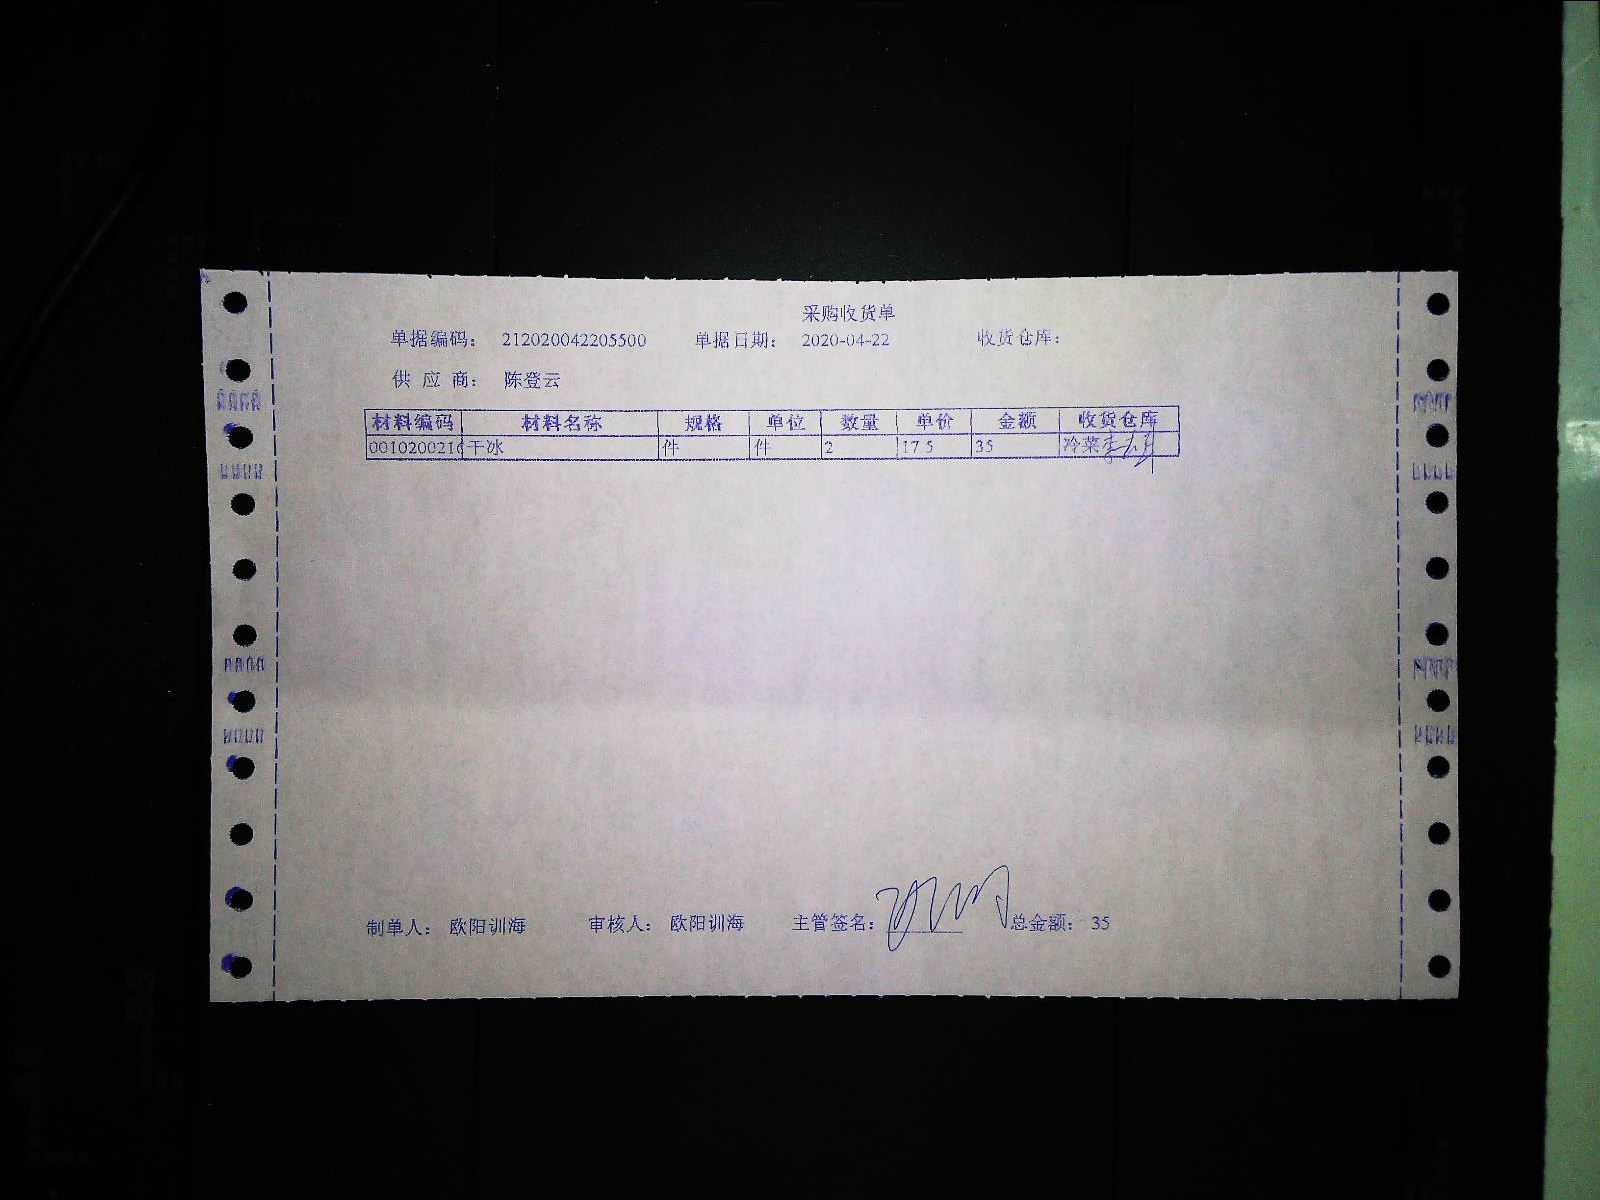 采购收货单
单据编码： 212020042205500 单据日期： 2020-04-22 收货仓库：
供 应 商： 陈登云
材料编码 材料名称 规格 单位 数量 单价 金额 收货仓库
001020021 干冰 件 件 2 17.5 35 冷菜
制单人： 欧阳训海 审核人： 欧阳训海 主管签名： 总金额： 35